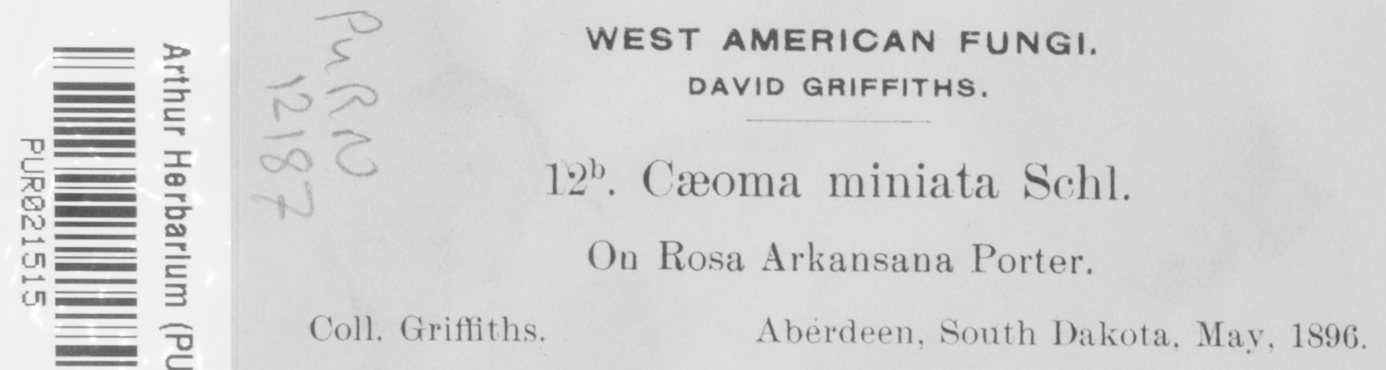 WEST AMERICAN FUNGI.
DAVID GRIFFITHS.
12ᵇ. Cæoma miniata Schl.
On Rosa Arkansana Porter.
Coll. Griffiths. Aberdeen, South Dakota, May, 1896.
PURN
12187
Arthur Herbarium (PU
PUR021515